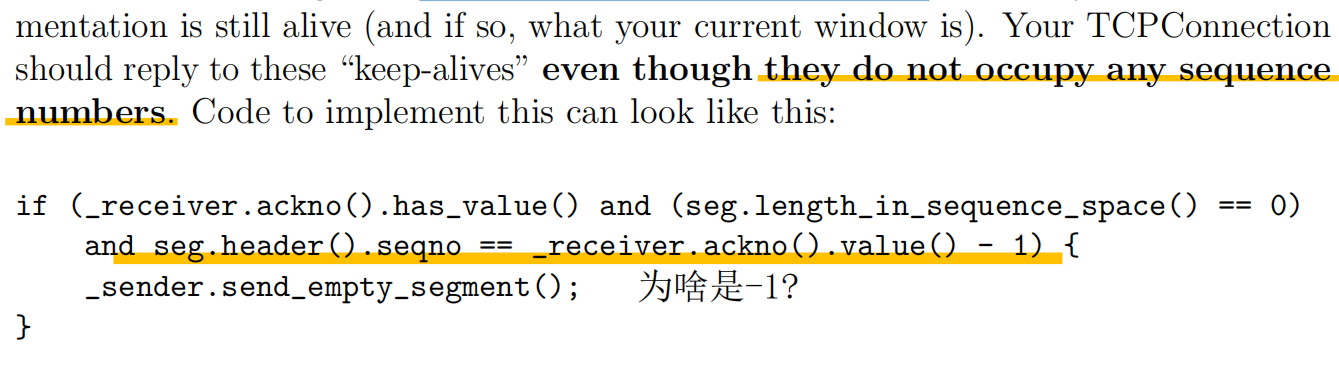 mentation is still alive (and if so, what your current window is). Your TCPConnection
should reply to these “keep-alives” even though they do not occupy any sequence
numbers. Code to implement this can look like this:
if (_receiver.ackno().has_value() and (seg.length_in_sequence_space() == 0)
and seg.header().seqno == _receiver.ackno().value() - 1) {
_sender.send_empty_segment(); 为啥是-1?
}